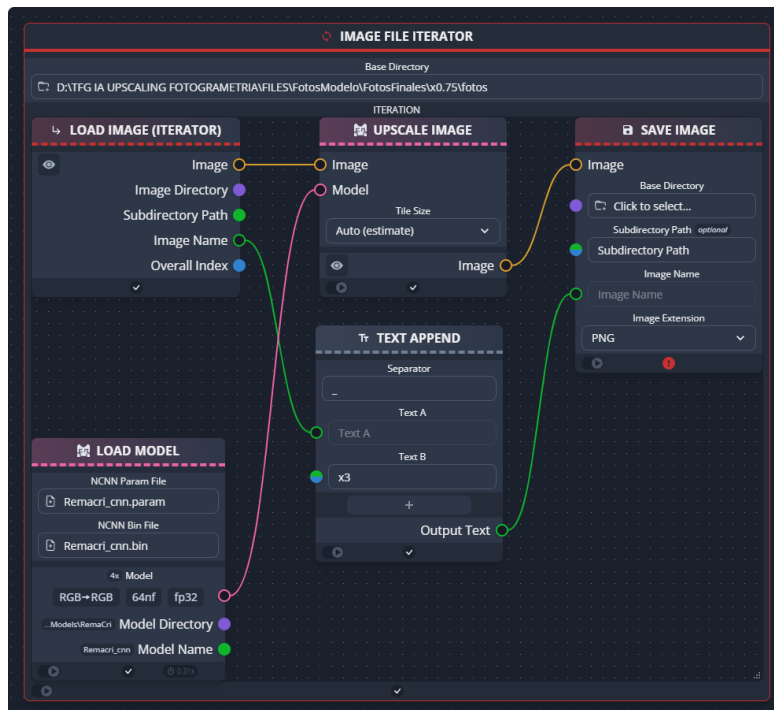 IMAGE FILE ITERATOR
Base Directory
D:\TFG IA UPSCALING FOTOGRAMETRIA\FILES\FotosModelo\FotosFinales\x0.75\fotos
ITERATION
LOAD IMAGE (ITERATOR)
Image
Image Directory
Subdirectory Path
Image Name
Overall Index
UPSCALE IMAGE
Image
Model
Tile Size
Auto (estimate)
Image
SAVE IMAGE
Image
Base Directory
Click to select...
Subdirectory Path optional
Subdirectory Path
Image Name
Image Name
Image Extension
PNG
Tт TEXT APPEND
Separator
_
Text A
Text A
Text B
x3
+
Output Text
LOAD MODEL
NCNN Param File
Remacri_cnn.param
NCNN Bin File
Remacri_cnn.bin
4x Model
RGB→RGB 64nf fp32
...Models\RemaCri Model Directory
Remacri_cnn Model Name
0.31s